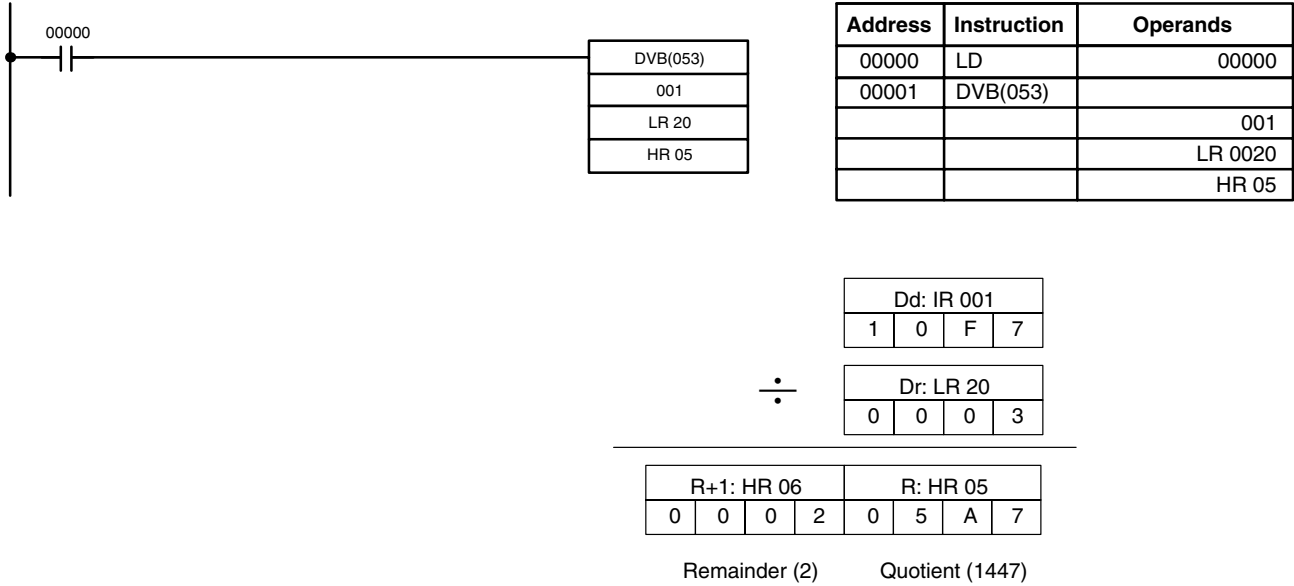 00000
DVB(053)
001
LR 20
HR 05
Address Instruction Operands
00000 LD 00000
00001 DVB(053)
001
LR 0020
HR 05
Dd: IR 001
1 0 F 7
÷
Dr: LR 20
0 0 0 3
R+1: HR 06 R: HR 05
0 0 0 2 0 5 A 7
Remainder (2) Quotient (1447)